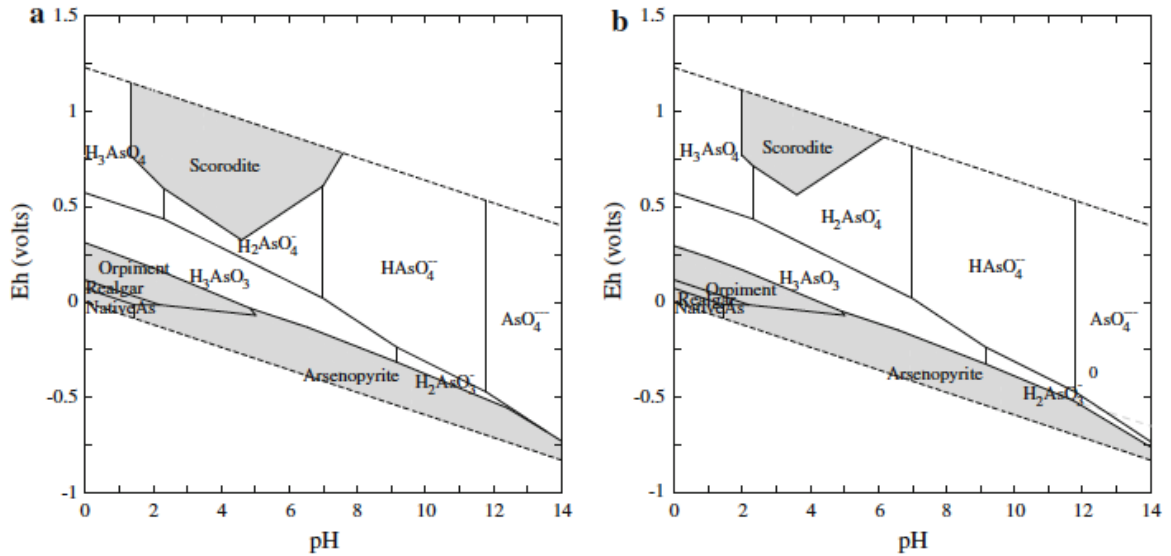 a
1.5
1
0.5
0
-0.5
-1
Eh (volts)
0
2
4
6
8
10
12
14
pH
H₃AsO₄
Scorodite
H₂AsO₄⁻
HAsO₄⁻⁻
AsO₄⁻⁻⁻
H₃AsO₃
Orpiment
Realgar
NativeAs
Arsenopyrite
H₂AsO₃⁻
b
1.5
1
0.5
0
-0.5
-1
Eh (volts)
0
2
4
6
8
10
12
14
pH
H₃AsO₄
Scorodite
H₂AsO₄⁻
HAsO₄⁻⁻
AsO₄⁻⁻⁻
H₃AsO₃
Orpiment
Realgar
NativeAs
0
Arsenopyrite
H₂AsO₃⁻